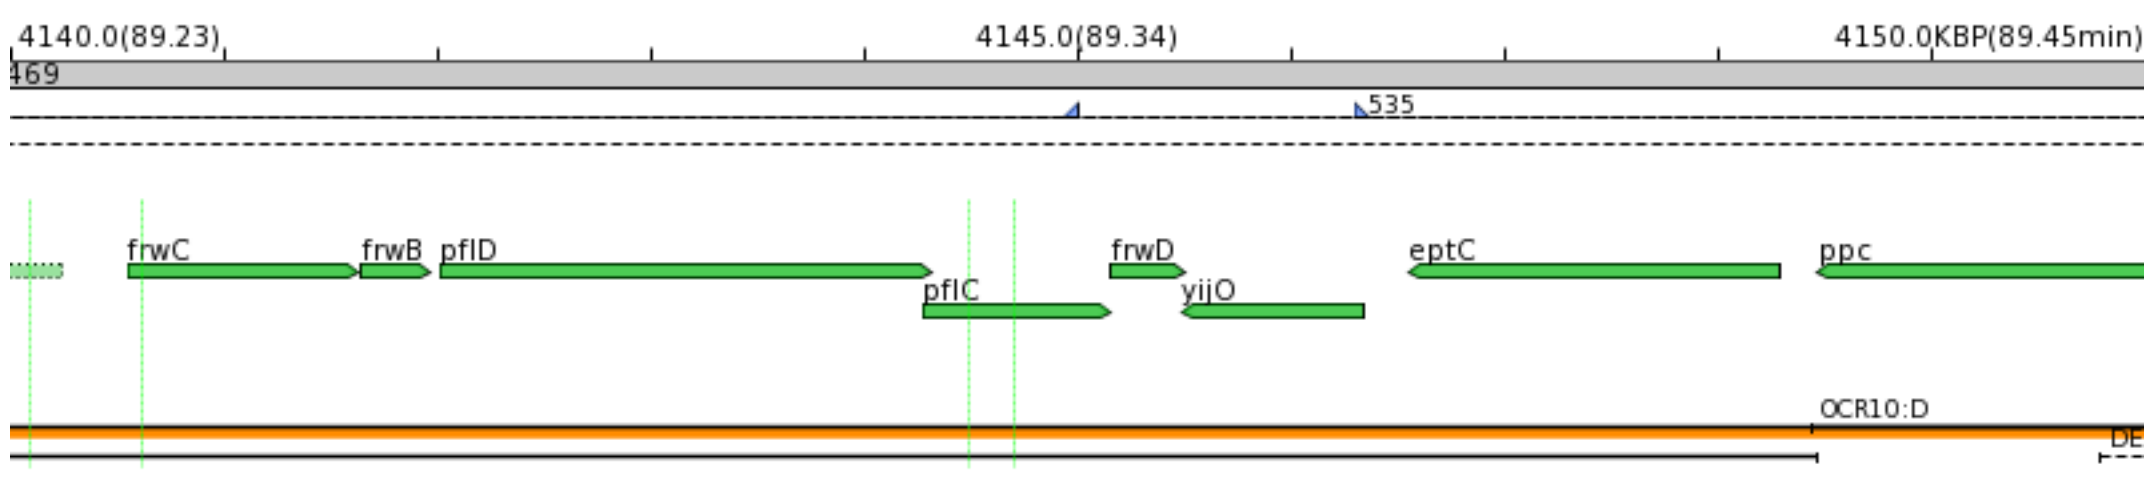 4140.0(89.23) 4145.0(89.34) 4150.0KBP(89.45min)
469
535
frwC frwB pflD frwD eptC ppc
pflC yijO
OCR10:D
DE